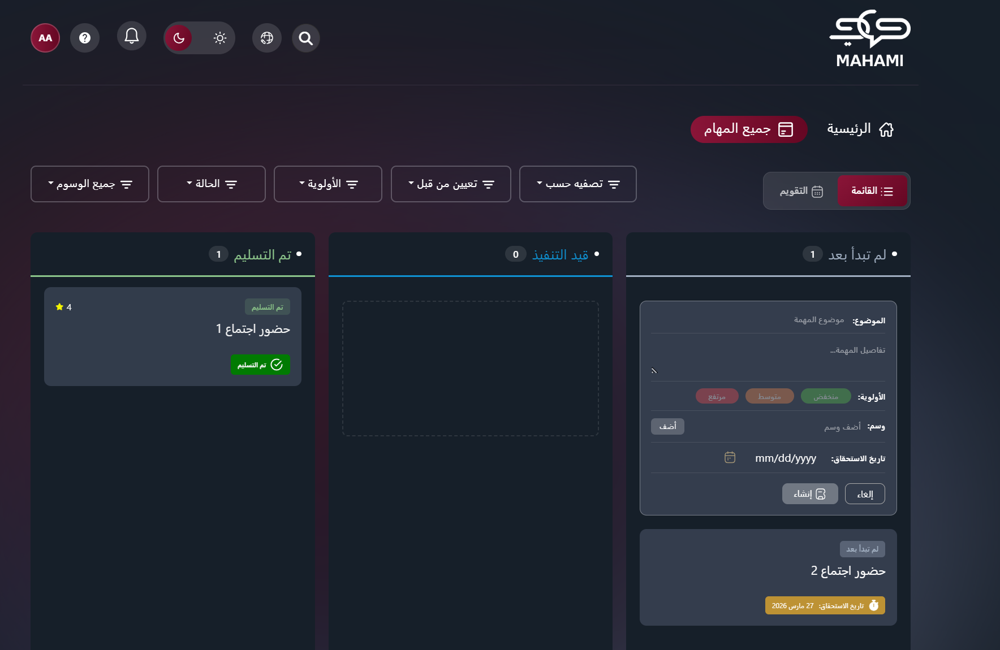 MAHAMI
AA
الرئيسية
جميع المهام
القائمة
التقويم
تصفيه حسب
تعيين من قبل
الأولوية
الحالة
جميع الوسوم
لم تبدأ بعد 1
الموضوع: موضوع المهمة
تفاصيل المهمة...
الأولوية: منخفض متوسط مرتفع
وسم: أضف وسم أضف
تاريخ الاستحقاق: mm/dd/yyyy
إلغاء إنشاء
لم تبدأ بعد
حضور اجتماع 2
تاريخ الاستحقاق: 27 مارس 2026
قيد التنفيذ 0
تم التسليم 1
تم التسليم 4
حضور اجتماع 1
تم التسليم